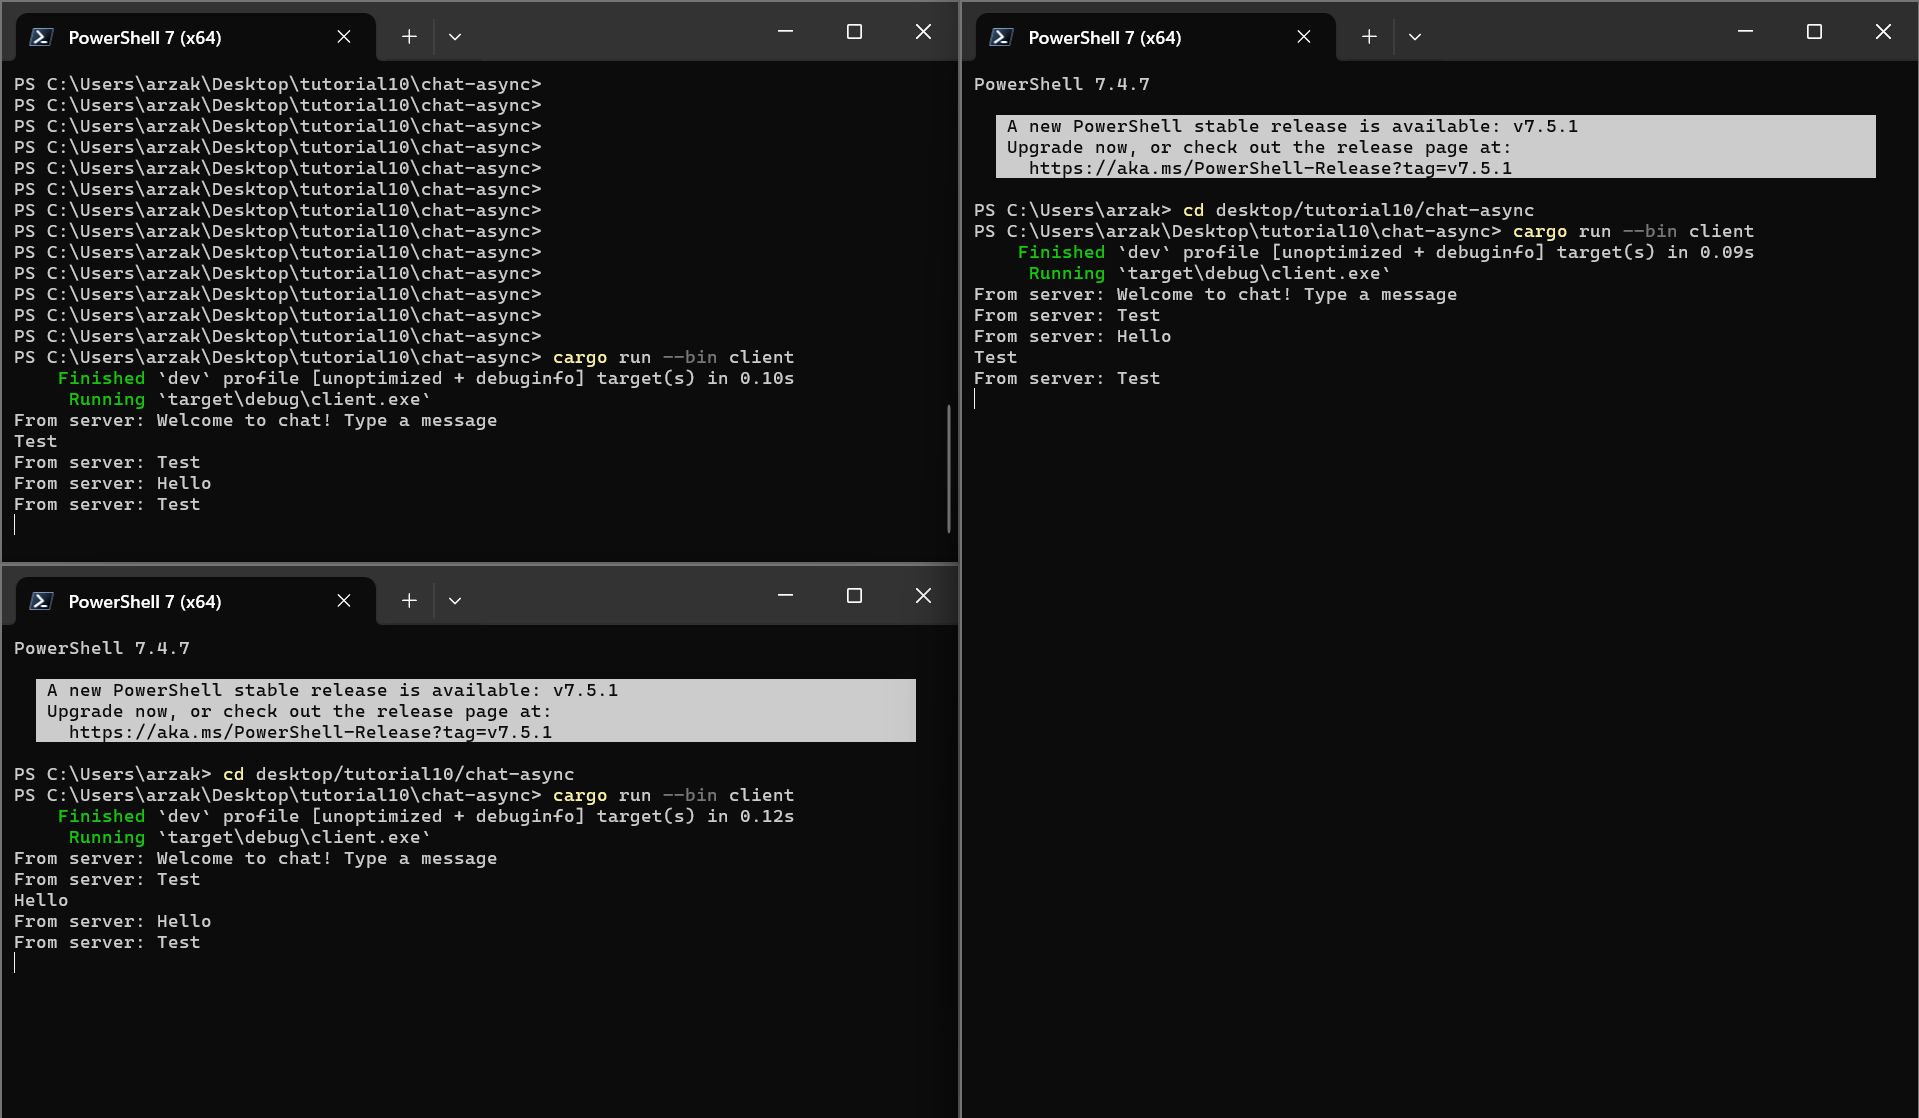 PowerShell 7 (x64)
PS C:\Users\arzak\Desktop\tutorial10\chat-async>
PS C:\Users\arzak\Desktop\tutorial10\chat-async>
PS C:\Users\arzak\Desktop\tutorial10\chat-async>
PS C:\Users\arzak\Desktop\tutorial10\chat-async>
PS C:\Users\arzak\Desktop\tutorial10\chat-async>
PS C:\Users\arzak\Desktop\tutorial10\chat-async>
PS C:\Users\arzak\Desktop\tutorial10\chat-async>
PS C:\Users\arzak\Desktop\tutorial10\chat-async>
PS C:\Users\arzak\Desktop\tutorial10\chat-async>
PS C:\Users\arzak\Desktop\tutorial10\chat-async>
PS C:\Users\arzak\Desktop\tutorial10\chat-async>
PS C:\Users\arzak\Desktop\tutorial10\chat-async>
PS C:\Users\arzak\Desktop\tutorial10\chat-async>
PS C:\Users\arzak\Desktop\tutorial10\chat-async> cargo run --bin client
    Finished `dev` profile [unoptimized + debuginfo] target(s) in 0.10s
     Running `target\debug\client.exe`
From server: Welcome to chat! Type a message
Test
From server: Test
From server: Hello
From server: Test
PowerShell 7 (x64)
PowerShell 7.4.7
A new PowerShell stable release is available: v7.5.1
Upgrade now, or check out the release page at:
  https://aka.ms/PowerShell-Release?tag=v7.5.1
PS C:\Users\arzak> cd desktop/tutorial10/chat-async
PS C:\Users\arzak\Desktop\tutorial10\chat-async> cargo run --bin client
    Finished `dev` profile [unoptimized + debuginfo] target(s) in 0.12s
     Running `target\debug\client.exe`
From server: Welcome to chat! Type a message
From server: Test
Hello
From server: Hello
From server: Test
PowerShell 7 (x64)
PowerShell 7.4.7
A new PowerShell stable release is available: v7.5.1
Upgrade now, or check out the release page at:
  https://aka.ms/PowerShell-Release?tag=v7.5.1
PS C:\Users\arzak> cd desktop/tutorial10/chat-async
PS C:\Users\arzak\Desktop\tutorial10\chat-async> cargo run --bin client
    Finished `dev` profile [unoptimized + debuginfo] target(s) in 0.09s
     Running `target\debug\client.exe`
From server: Welcome to chat! Type a message
From server: Test
From server: Hello
Test
From server: Test